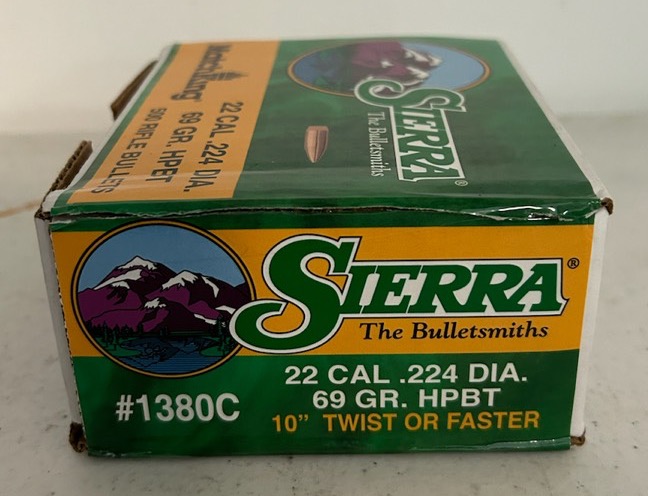 MatchKing
22 CAL .224 DIA.
69 GR. HPBT
500 RIFLE BULLETS
SIERRA®
The Bulletsmiths
SIERRA®
The Bulletsmiths
#1380C
22 CAL .224 DIA.
69 GR. HPBT
10” TWIST OR FASTER